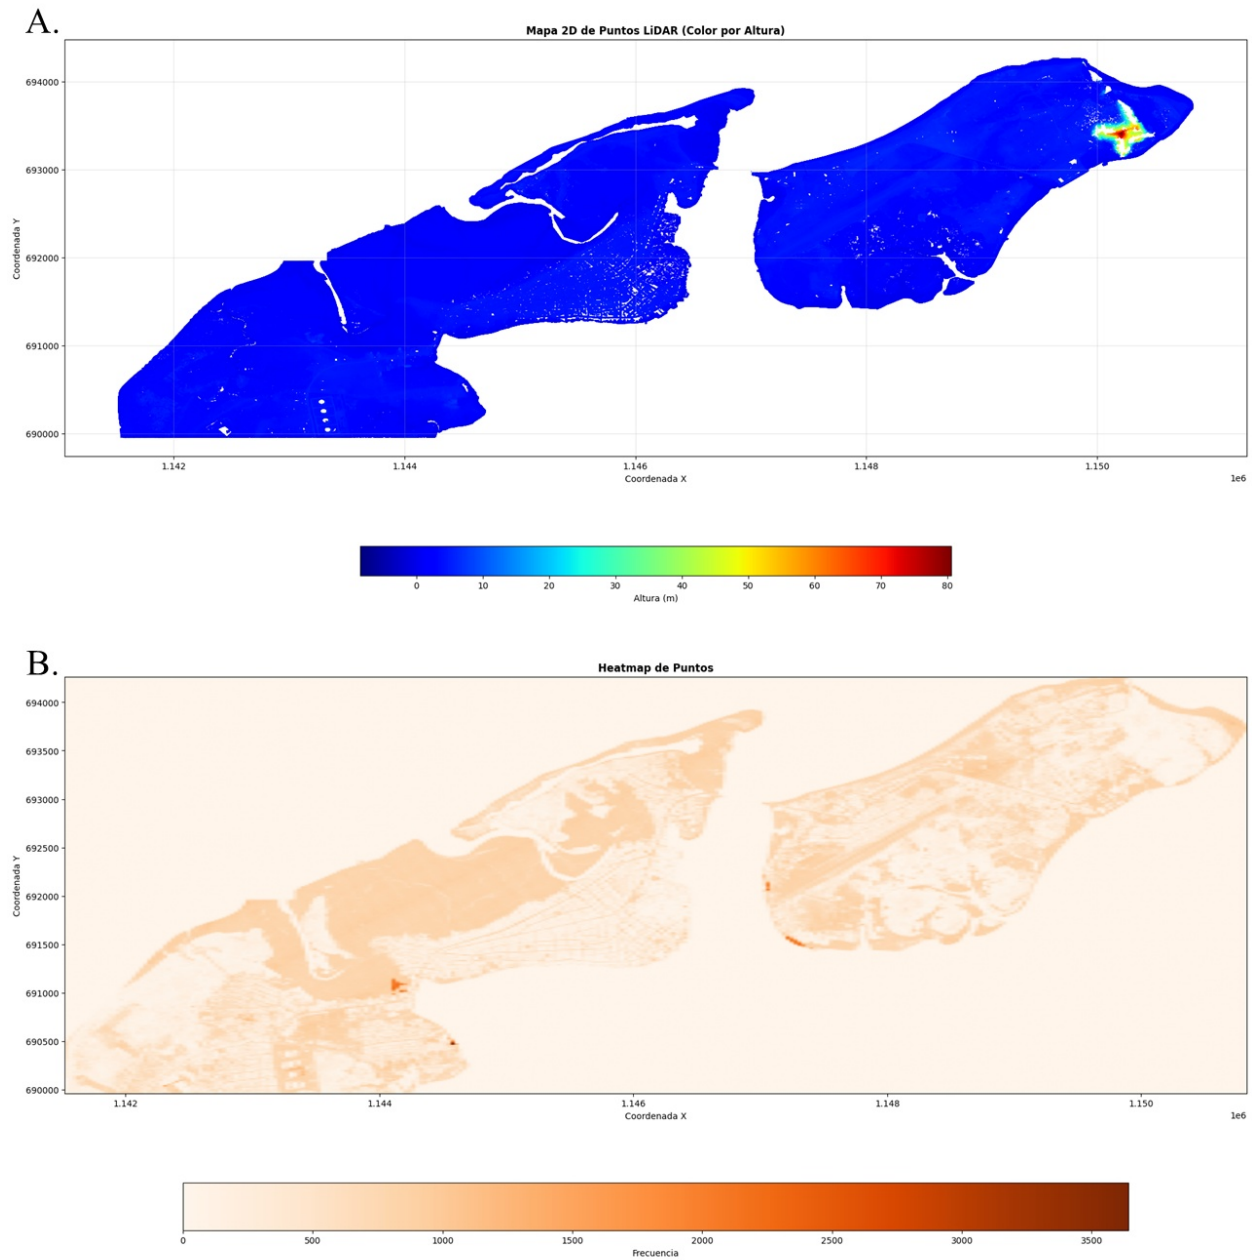 A.
Mapa 2D de Puntos LiDAR (Color por Altura)
694000
693000
692000
691000
690000
Coordenada Y
1.142 1.144 1.146 1.148 1.150
1e6
Coordenada X
0 10 20 30 40 50 60 70 80
Altura (m)
B.
Heatmap de Puntos
694000
693500
693000
692500
692000
691500
691000
690500
690000
Coordenada Y
1.142 1.144 1.146 1.148 1.150
1e6
Coordenada X
0 500 1000 1500 2000 2500 3000 3500
Frecuencia